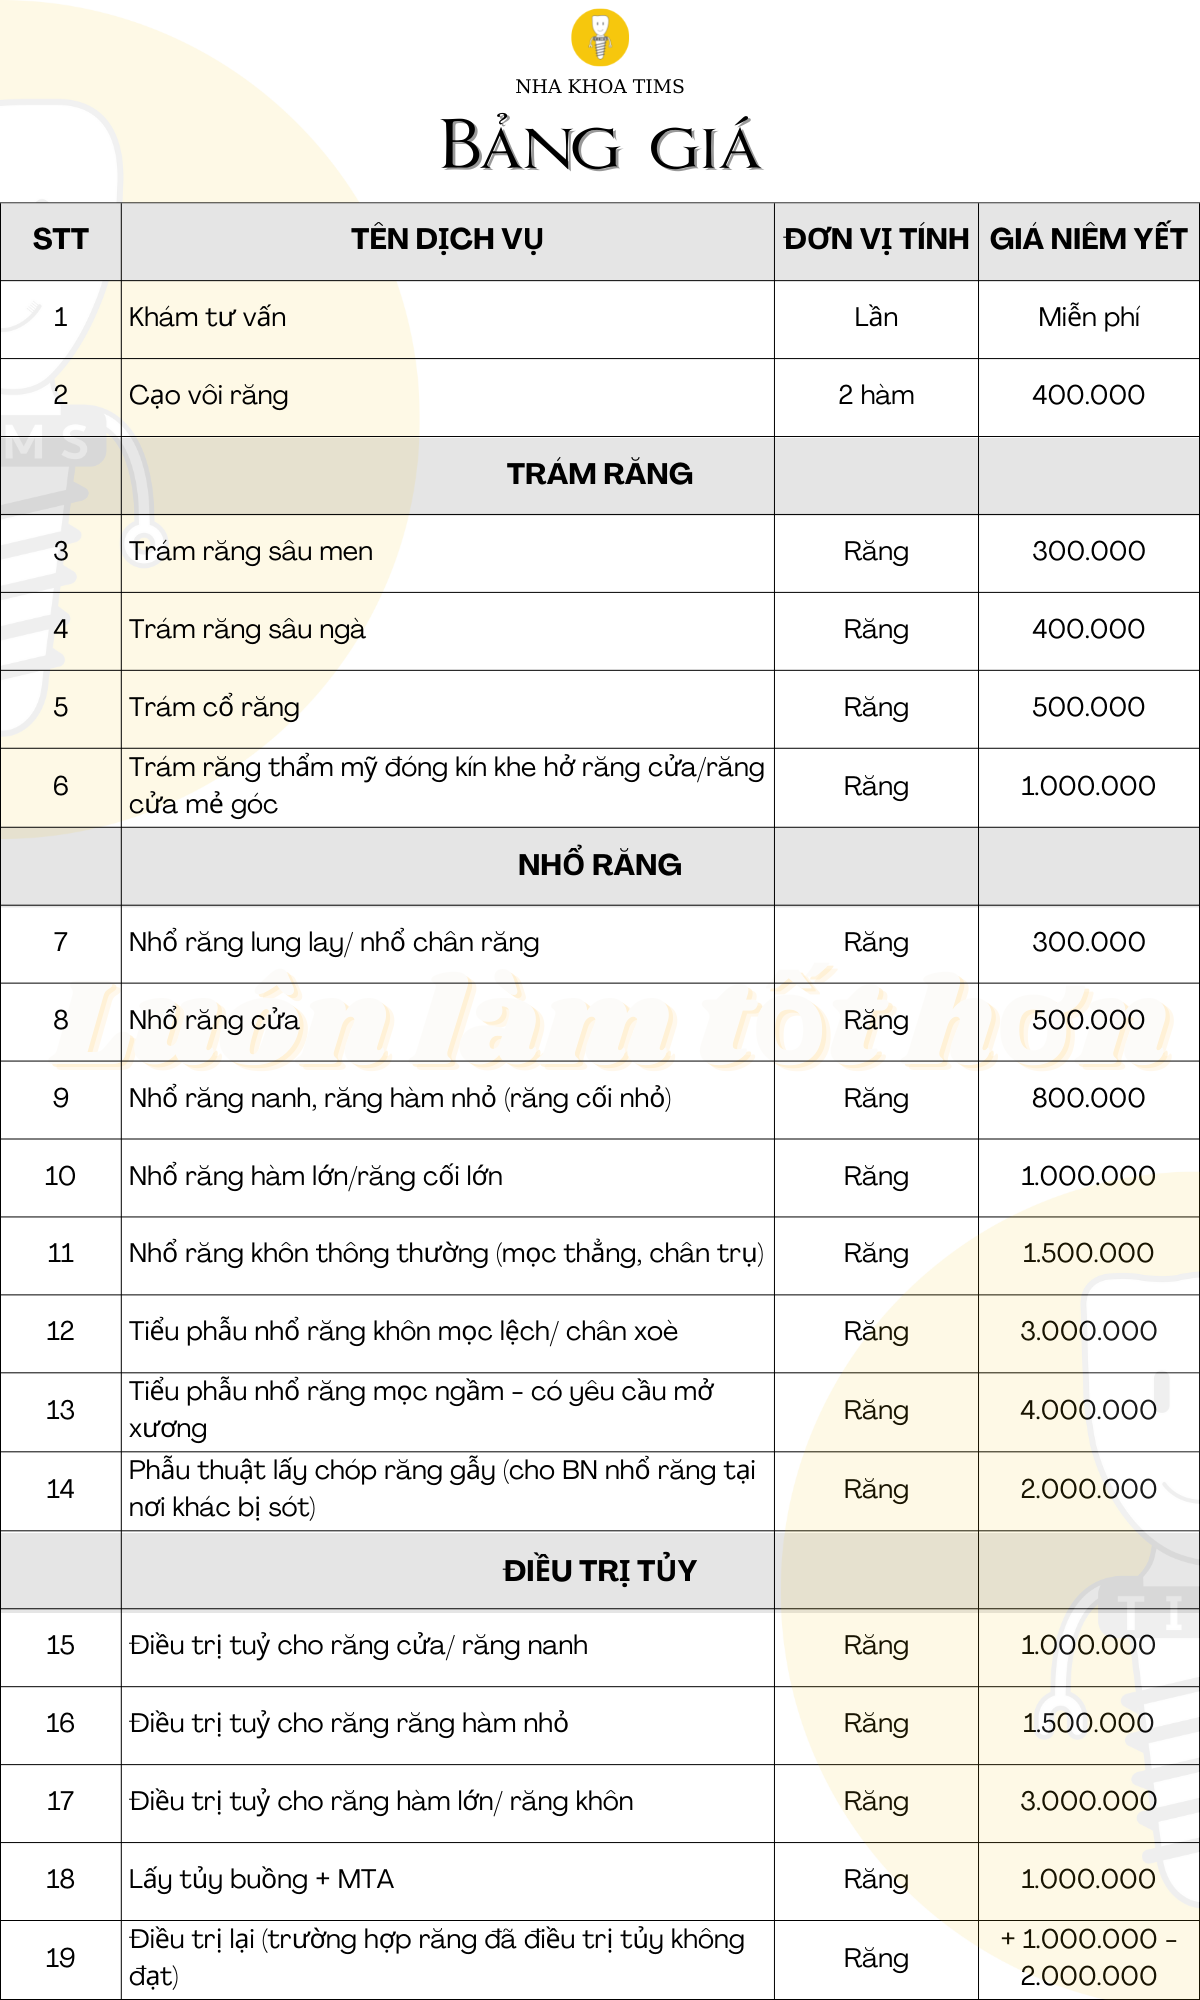 NHA KHOA TIMS
BẢNG GIÁ
STT TÊN DỊCH VỤ ĐƠN VỊ TÍNH GIÁ NIÊM YẾT
1 Khám tư vấn Lần Miễn phí
2 Cạo vôi răng 2 hàm 400.000
MS
TRÁM RĂNG
3 Trám răng sâu men Răng 300.000
4 Trám răng sâu ngà Răng 400.000
5 Trám cổ răng Răng 500.000
6 Trám răng thẩm mỹ đóng kín khe hở răng cửa/răng
cửa mẻ góc Răng 1.000.000
NHỔ RĂNG
7 Nhổ răng lung lay/ nhổ chân răng Răng 300.000
Luôn làm tốt hơn
8 Nhổ răng cửa Răng 500.000
9 Nhổ răng nanh, răng hàm nhỏ (răng cối nhỏ) Răng 800.000
10 Nhổ răng hàm lớn/răng cối lớn Răng 1.000.000
11 Nhổ răng khôn thông thường (mọc thẳng, chân trụ) Răng 1.500.000
12 Tiểu phẫu nhổ răng khôn mọc lệch/ chân xoè Răng 3.000.000
13 Tiểu phẫu nhổ răng mọc ngầm - có yêu cầu mở
xương Răng 4.000.000
14 Phẫu thuật lấy chóp răng gẫy (cho BN nhổ răng tại
nơi khác bị sót) Răng 2.000.000
ĐIỀU TRỊ TỦY
TI
15 Điều trị tuỷ cho răng cửa/ răng nanh Răng 1.000.000
16 Điều trị tuỷ cho răng răng hàm nhỏ Răng 1.500.000
17 Điều trị tuỷ cho răng hàm lớn/ răng khôn Răng 3.000.000
18 Lấy tủy buồng + MTA Răng 1.000.000
19 Điều trị lại (trường hợp răng đã điều trị tủy không
đạt) Răng + 1.000.000 -
2.000.000